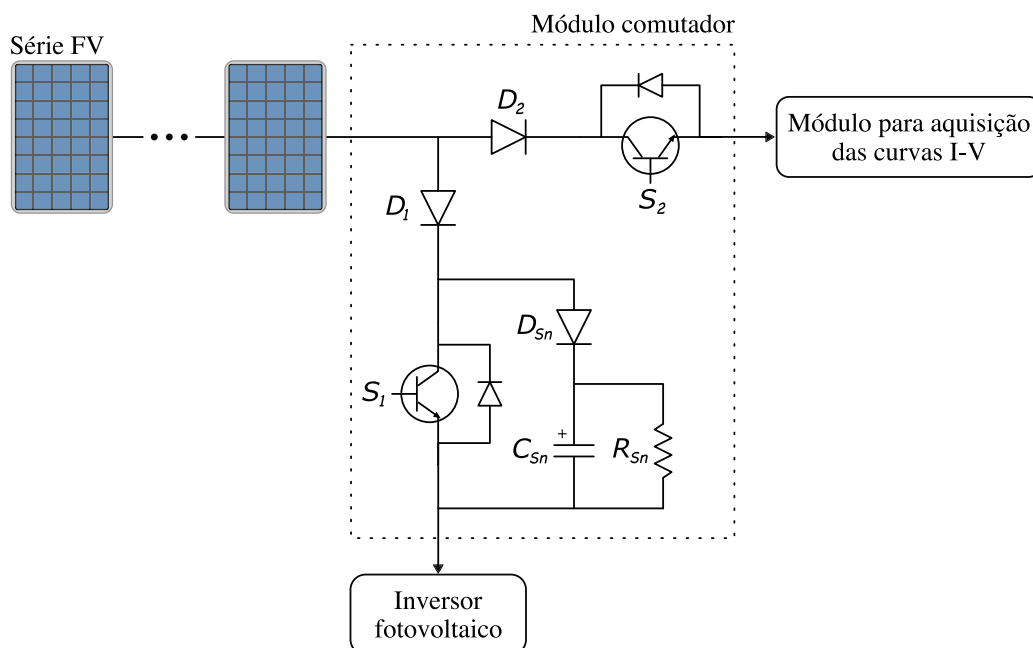 Módulo comutador
Série FV
D2
Módulo para aquisição
das curvas I-V
S2
D1
DSn
S1
+
CSn
RSn
Inversor
fotovoltaico